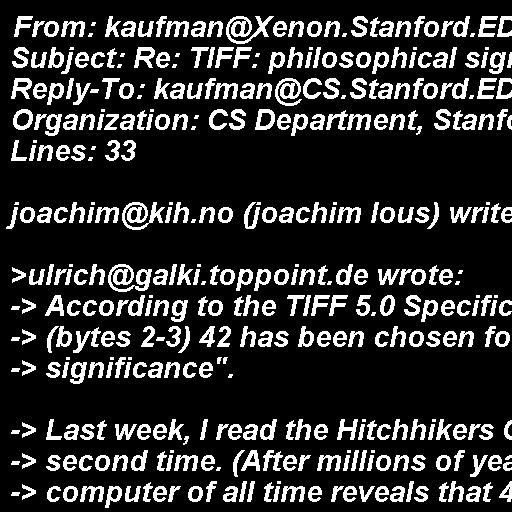 From: kaufman@Xenon.Stanford.ED
Subject: Re: TIFF: philosophical sig
Reply-To: kaufman@CS.Stanford.ED
Organization: CS Department, Stanf
Lines: 33
joachim@kih.no (joachim lous) write
>ulrich@galki.toppoint.de wrote:
-> According to the TIFF 5.0 Specific
-> (bytes 2-3) 42 has been chosen fo
-> significance".
-> Last week, I read the Hitchhikers
-> second time. (After millions of yea
-> computer of all time reveals that 4